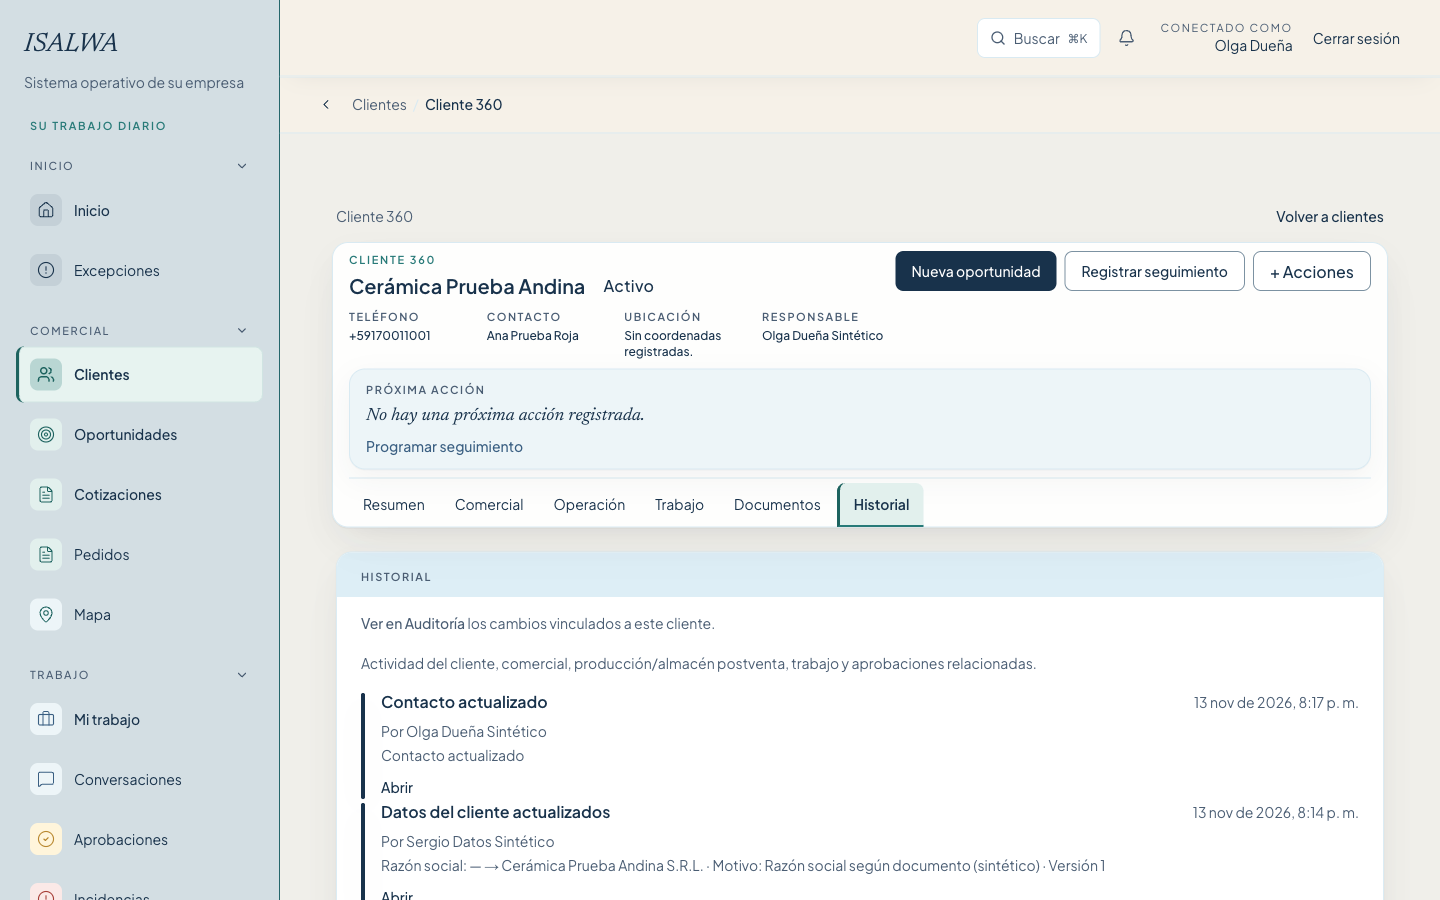 ISALWA
Sistema operativo de su empresa
SU TRABAJO DIARIO
INICIO
Inicio
Excepciones
COMERCIAL
Clientes
Oportunidades
Cotizaciones
Pedidos
Mapa
TRABAJO
Mi trabajo
Conversaciones
Aprobaciones
Incidencias
Buscar ⌘K
CONECTADO COMO
Olga Dueña
Cerrar sesión
Clientes / Cliente 360
Cliente 360
Volver a clientes
CLIENTE 360
Cerámica Prueba Andina Activo
Nueva oportunidad
Registrar seguimiento
+ Acciones
TELÉFONO
+59170011001
CONTACTO
Ana Prueba Roja
UBICACIÓN
Sin coordenadas
registradas.
RESPONSABLE
Olga Dueña Sintético
PRÓXIMA ACCIÓN
No hay una próxima acción registrada.
Programar seguimiento
Resumen Comercial Operación Trabajo Documentos Historial
HISTORIAL
Ver en Auditoría los cambios vinculados a este cliente.
Actividad del cliente, comercial, producción/almacén postventa, trabajo y aprobaciones relacionadas.
Contacto actualizado 13 nov de 2026, 8:17 p. m.
Por Olga Dueña Sintético
Contacto actualizado
Abrir
Datos del cliente actualizados 13 nov de 2026, 8:14 p. m.
Por Sergio Datos Sintético
Razón social: — → Cerámica Prueba Andina S.R.L. · Motivo: Razón social según documento (sintético) · Versión 1
Abrir